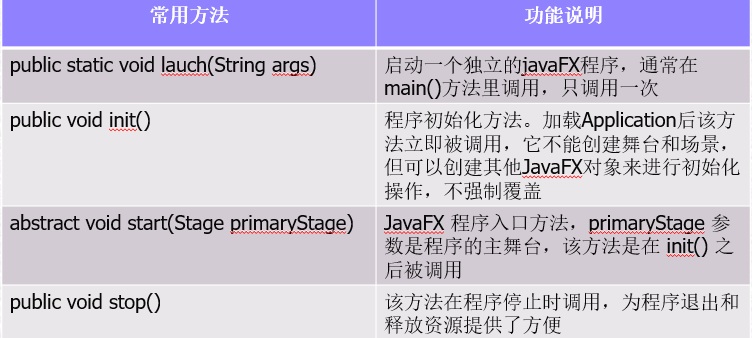 常用方法
功能说明
public static void lauch(String args)
启动一个独立的javaFX程序，通常在
main()方法里调用，只调用一次
public void init()
程序初始化方法。加载Application后该方
法立即被调用，它不能创建舞台和场景，
但可以创建其他JavaFX对象来进行初始化
操作，不强制覆盖
abstract void start(Stage primaryStage)
JavaFX 程序入口方法，primaryStage 参
数是程序的主舞台，该方法是在 init() 之
后被调用
public void stop()
该方法在程序停止时调用，为程序退出和
释放资源提供了方便